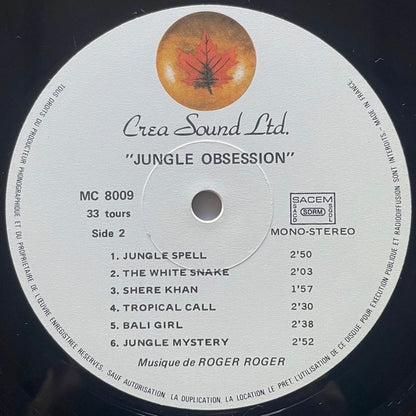 Crea Sound Ltd.
"JUNGLE OBSESSION"
MC 8009
33 tours
Side 2
SACEM
SACD SDRM SGDL
MONO-STEREO
1. JUNGLE SPELL 2'50
2. THE WHITE SNAKE 2'03
3. SHERE KHAN 1'57
4. TROPICAL CALL 2'30
5. BALI GIRL 2'38
6. JUNGLE MYSTERY 2'52
Musique de ROGER ROGER
TOUS DROITS DU PRODUCTEUR PHONOGRAPHIQUE ET DU PROPRIETAIRE DE L'ŒUVRE ENREGISTREE RESERVES. SAUF AUTORISATION. LA DUPLICATION. LA LOCATION. LE PRET. L'UTILISATION DE CE DISQUE POUR EXECUTION PUBLIQUE ET RADIODIFFUSION SONT INTERDITS - MADE IN FRANCE.